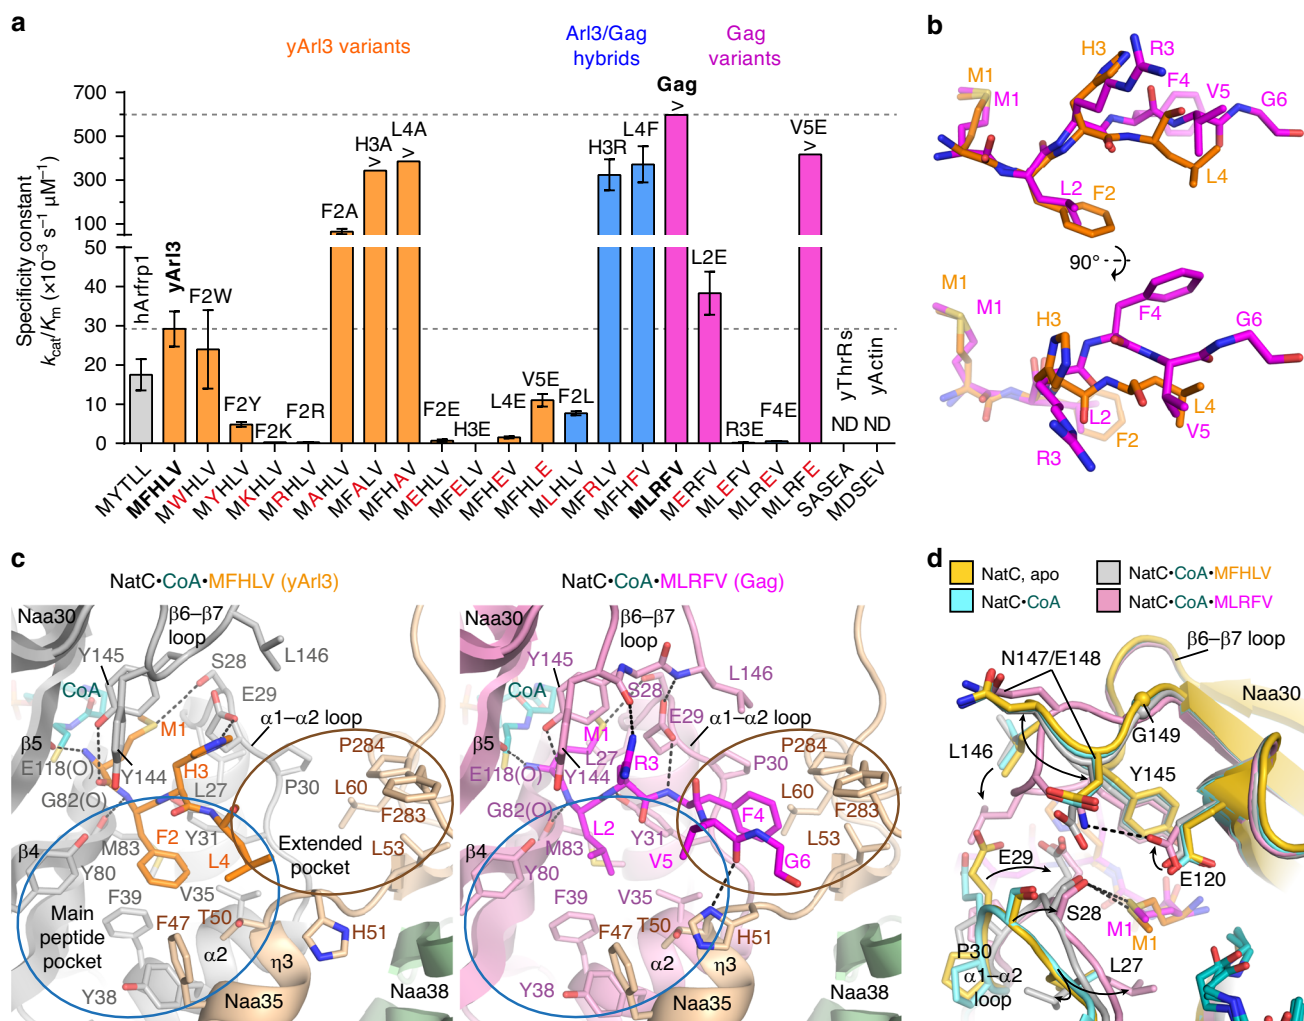 a
yArl3 variants
Arl3/Gag
hybrids
Gag
variants
Specificity constant
kcat/Km (×10⁻³ s⁻¹ µM⁻¹)
700
500
300
100
50
40
30
20
10
0
hArfrp1
yArl3
F2W
F2Y
F2K
F2R
F2A
H3A
>
L4A
>
F2E
H3E
L4E
V5E
F2L
H3R
L4F
Gag
>
L2E
R3E
F4E
V5E
>
yThrRs
ND
yActin
ND
MYTLL
MFHLV
MWHLV
MYHLV
MKHLV
MRHLV
MAHLV
MFALV
MFHAV
MEHLV
MFELV
MFHEV
MFHLE
MLHLV
MFRLV
MFHFV
MLRFV
MERFV
MLEFV
MLREV
MLRFE
SASEA
MDSEV
b
H3
R3
M1
M1
F4
V5
G6
L2
F2
L4
90°
M1
M1
H3
F4
G6
L2
F2
L4
V5
R3
c
NatC•CoA•MFHLV (yArl3)
Naa30
β6–β7
loop
Y145
S28
L146
CoA
E29
M1
α1–α2 loop
β5
E118(O)
Y144
H3
P30
P284
G82(O)
L27
L60
F283
F2
Y31
Extended
pocket
L53
β4
M83
L4
Y80
F39
V35
Main
peptide
pocket
F47
T50
H51
α2
η3
Y38
Naa35
Naa38
NatC•CoA•MLRFV (Gag)
Naa30
β6–β7
loop
Y145
S28
L146
CoA
E29
M1
α1–α2 loop
β5
L27
E118(O)
Y144
R3
P30
P284
G82(O)
L60
F283
L2
F4
Y31
L53
β4
M83
V5
G6
Y80
F39
V35
F47
T50
H51
α2
η3
Y38
Naa35
Naa38
d
NatC, apo
NatC•CoA•MFHLV
NatC•CoA
NatC•CoA•MLRFV
β6–β7 loop
N147/E148
Naa30
G149
L146
Y145
E29
E120
S28
M1
M1
P30
L27
α1–α2
loop